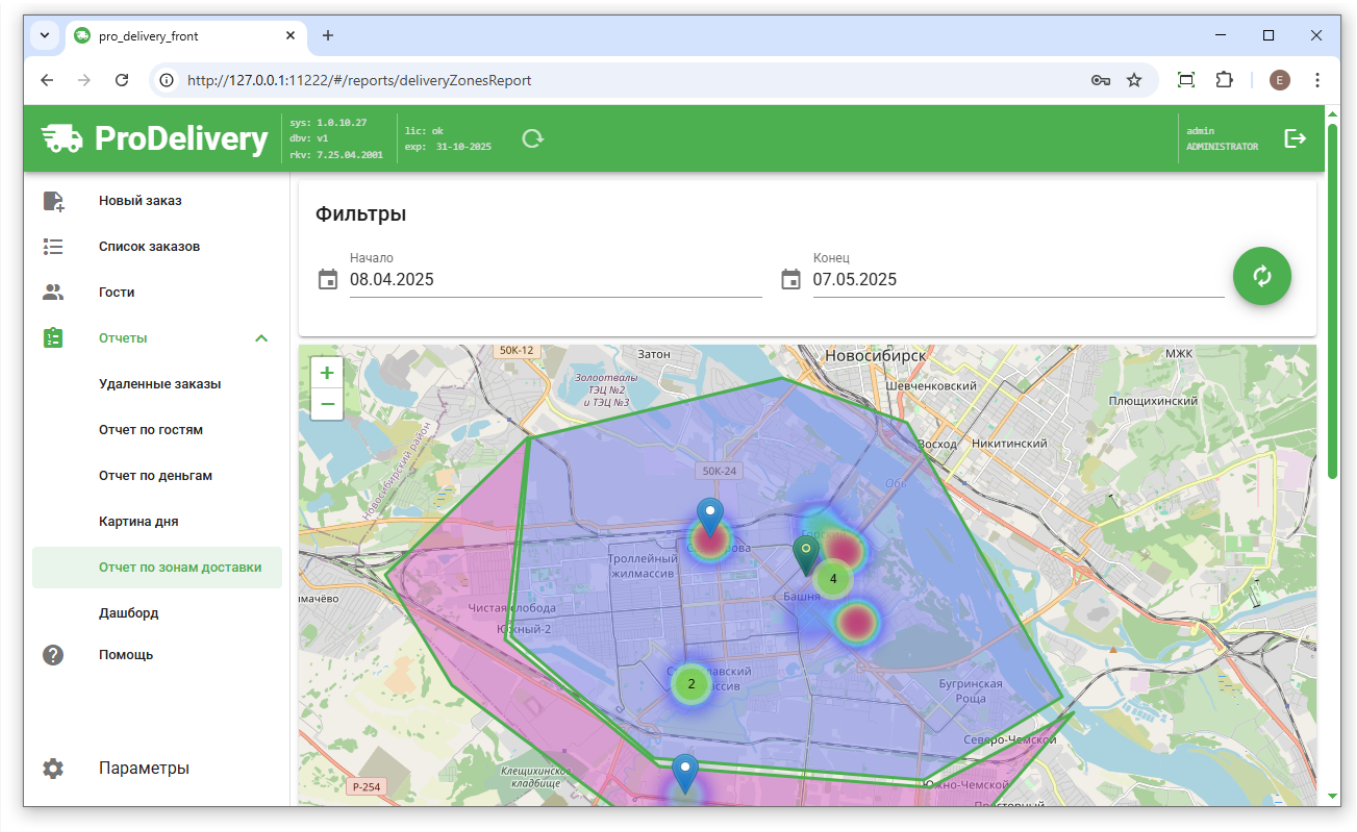 pro_delivery_front
http://127.0.0.1:11222/#/reports/deliveryZonesReport
E
ProDelivery
sys: 1.0.10.27
dbv: v1
rkv: 7.25.04.2001
lic: ok
exp: 31-10-2025
admin
ADMINISTRATOR
Новый заказ
Список заказов
Гости
Отчеты
Удаленные заказы
Отчет по гостям
Отчет по деньгам
Картина дня
Отчет по зонам доставки
Дашборд
Помощь
Параметры
Фильтры
Начало
08.04.2025
Конец
07.05.2025
+
−
50К-12
Затон
Новосибирск
МЖК
Золоотвалы
ТЭЦ №2
и ТЭЦ №3
Шевченковский
Плющихинский
Новосибирский район
Восход
Никитинский
50К-24
Обь
Троллейный
жилмассив
4
Башня
Чистая Слобода
Южный-2
2
Бугринская
Роща
Северо-Чемской
Клещихинское
кладбище
Р-254
Южно-Чемской
Просторный